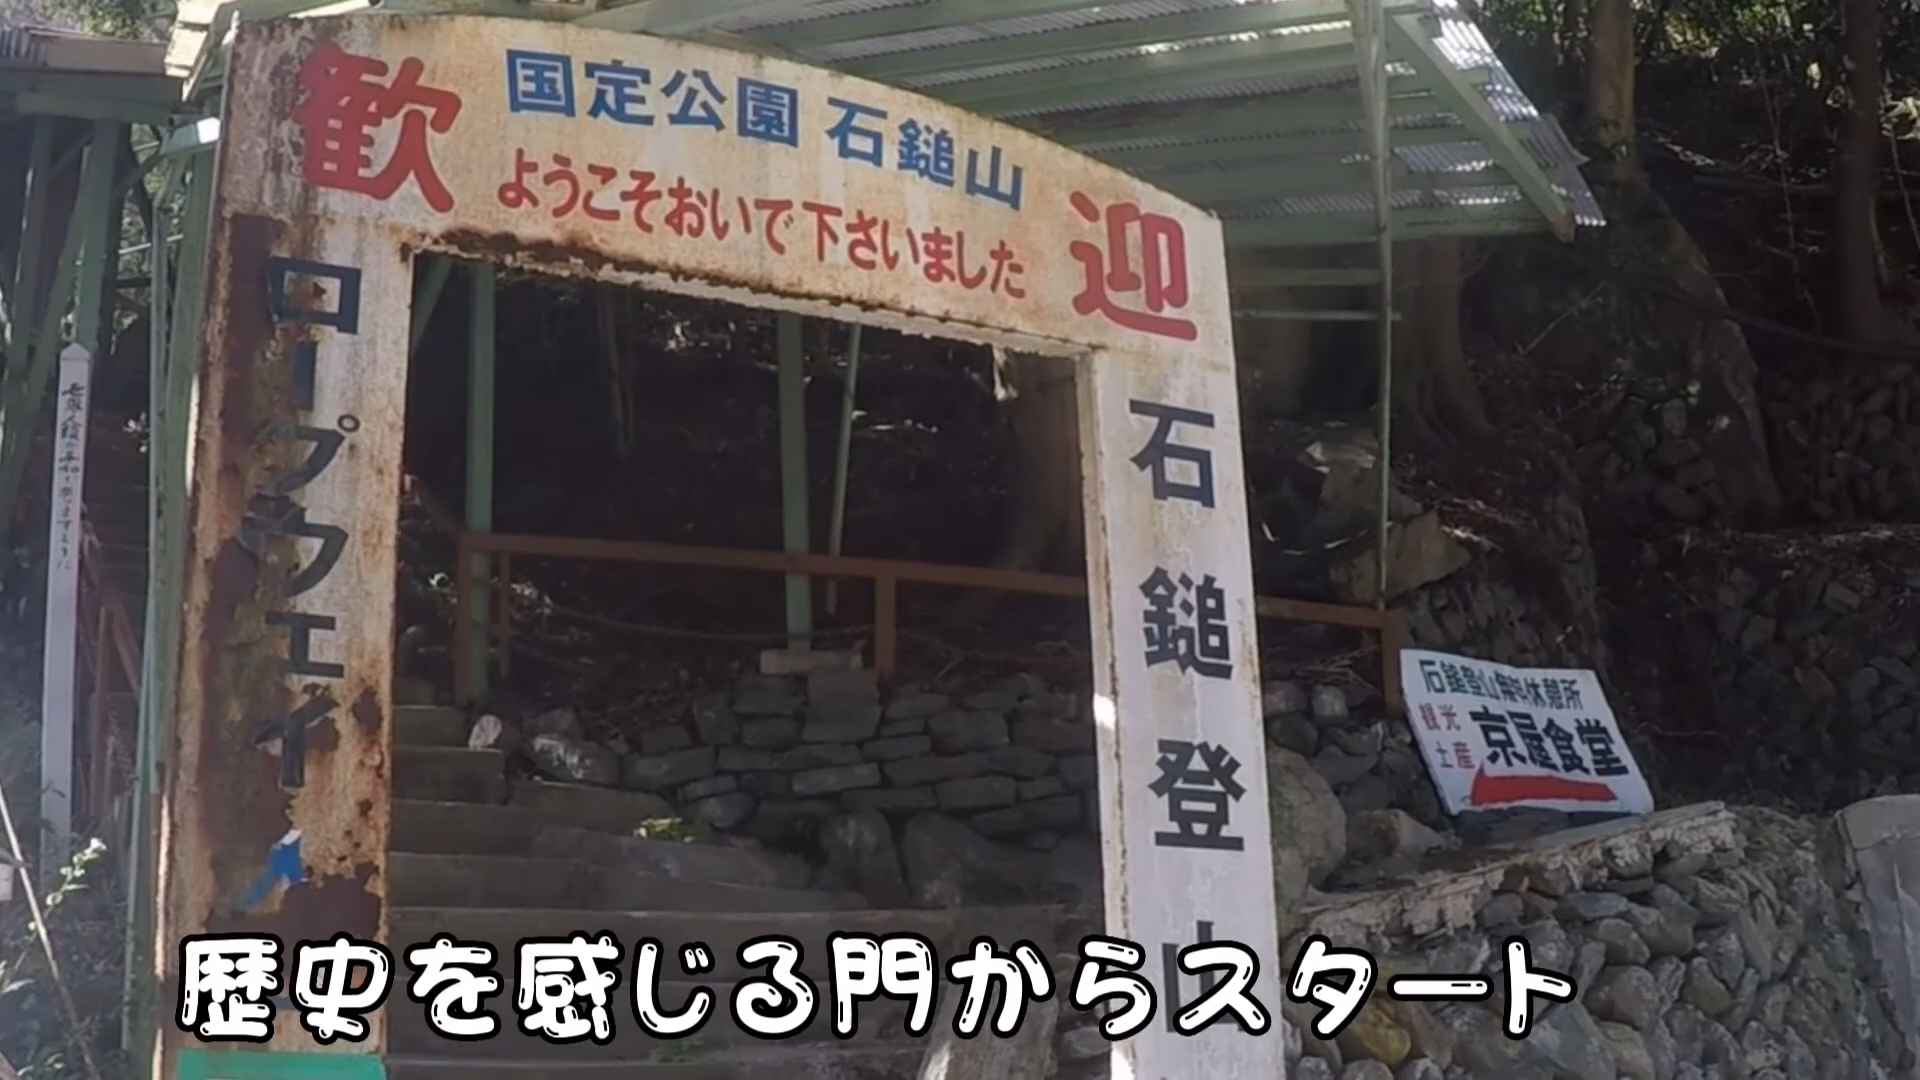 歓迎
国定公園 石鎚山
ようこそおいで下さいました
ロープウェイ
石鎚登山
石鎚登山無料休憩所
観光
土産
京屋食堂
歴史を感じる門からスタート